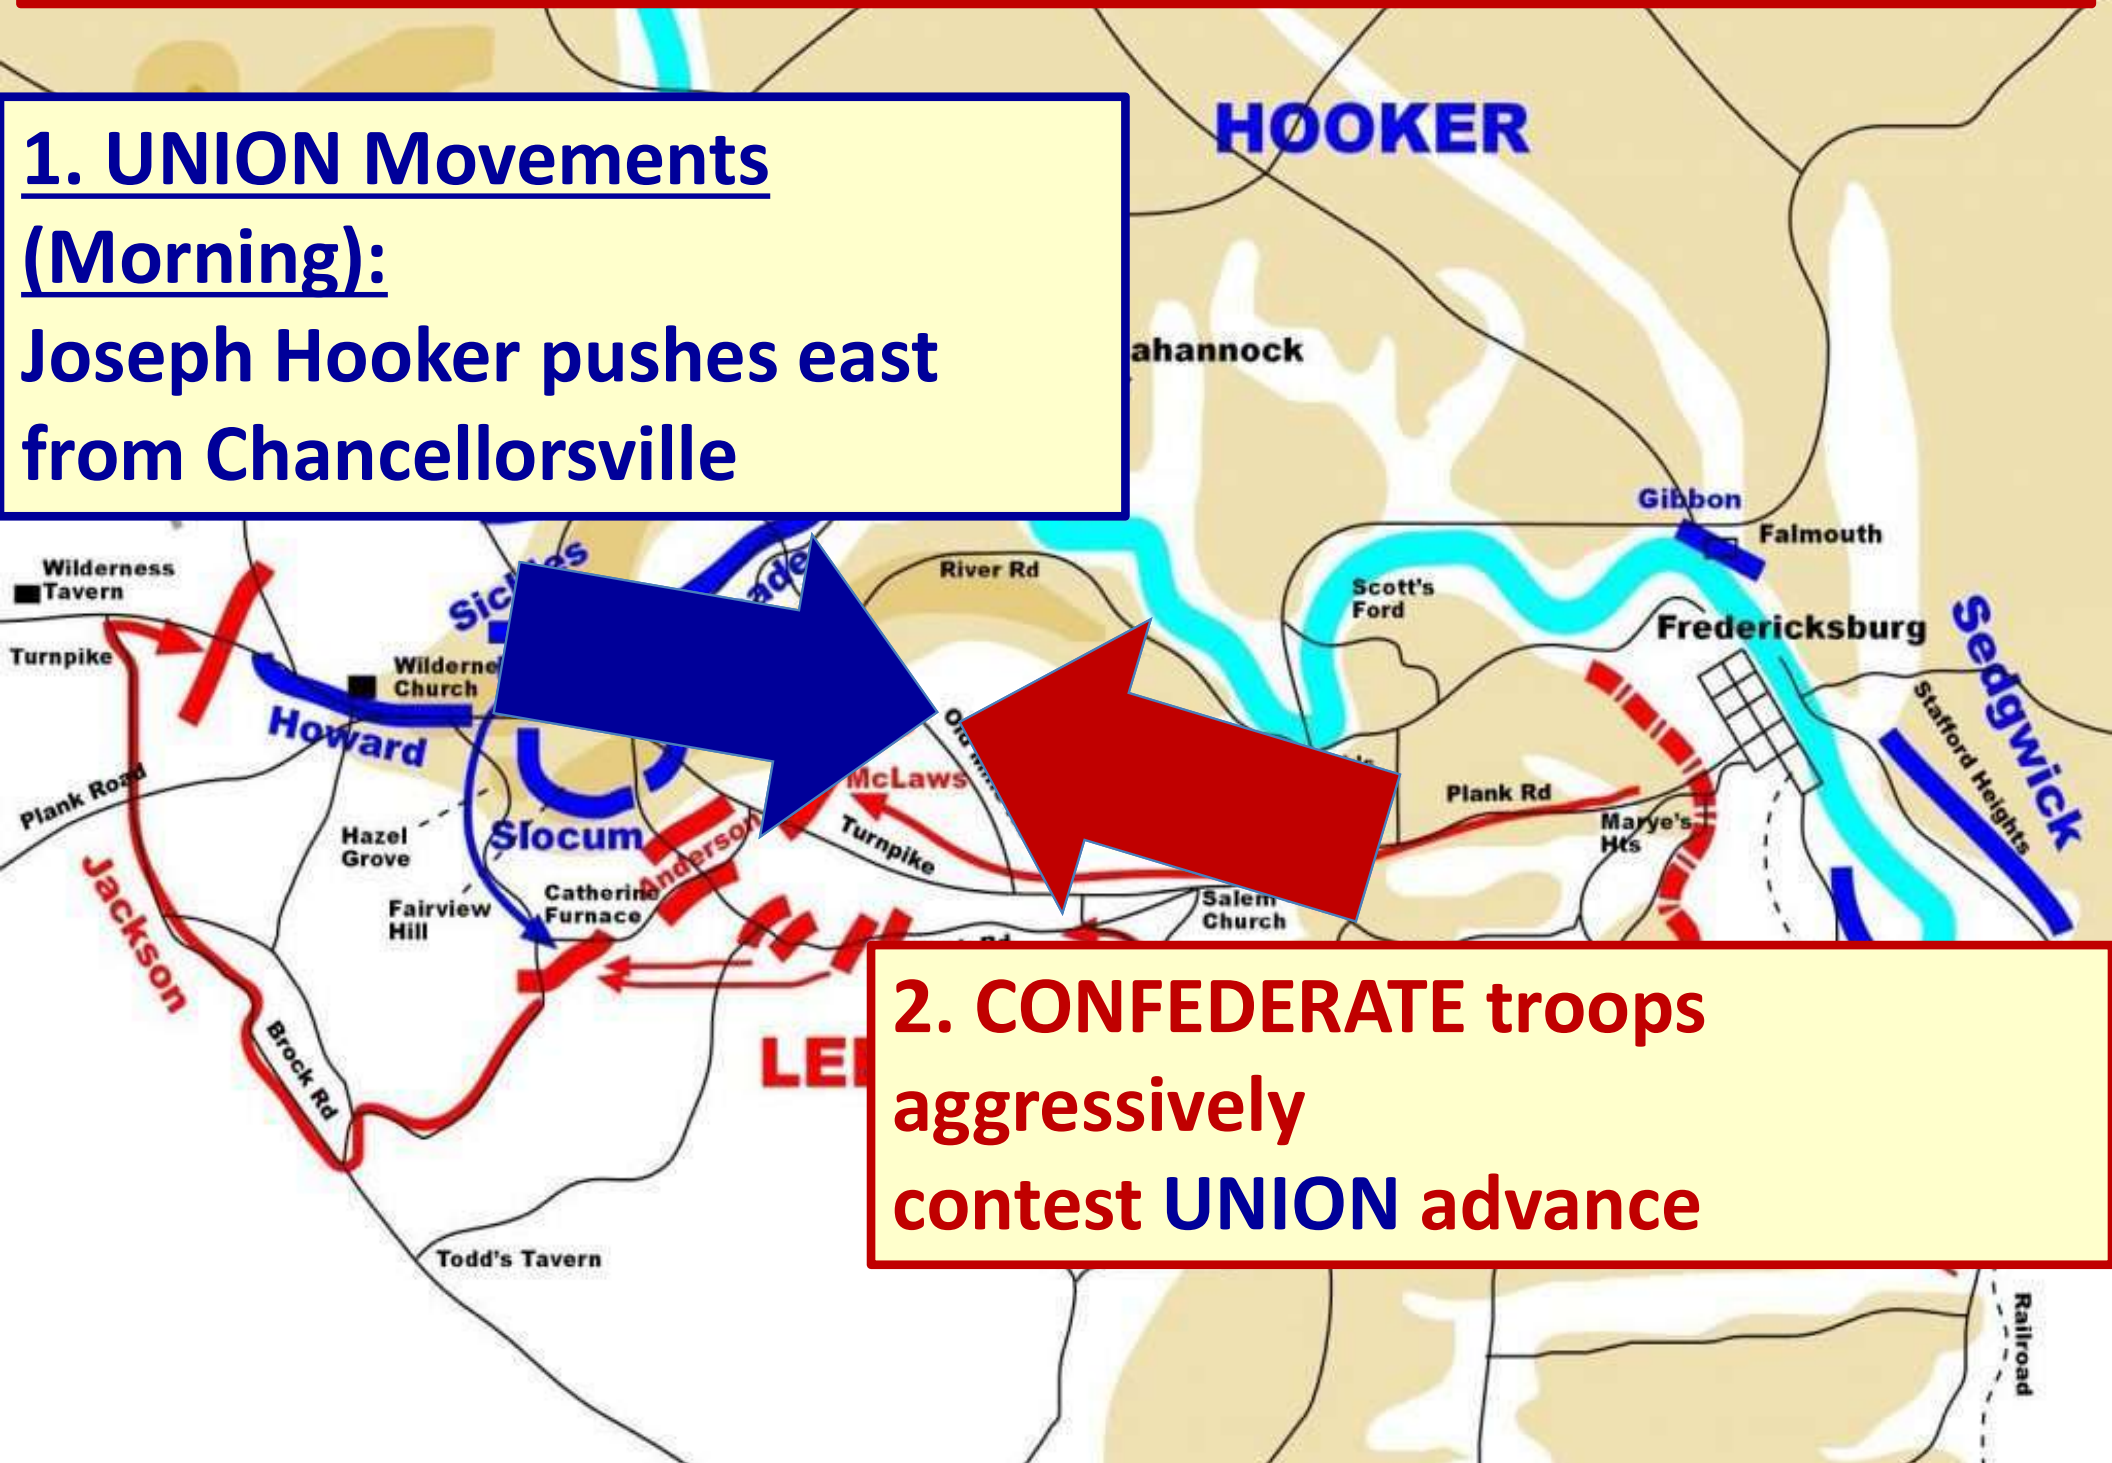 1. UNION Movements
(Morning):
Joseph Hooker pushes east
from Chancellorsville
HOOKER
ahannock
Gibbon
Falmouth
Wilderness
Tavern
River Rd
Scott's
Ford
Fredericksburg
Sedgwick
Stafford Heights
Turnpike
Wilderne
Church
Howard
ade
McLaws
Plank Rd
Marye's
Hts
Plank Road
Hazel
Grove
Slocum
Anderson
Turnpike
Jackson
Fairview
Hill
Catherine
Furnace
Salem
Church
Brock Rd
LE
2. CONFEDERATE troops
aggressively
contest UNION advance
Todd's Tavern
Railroad